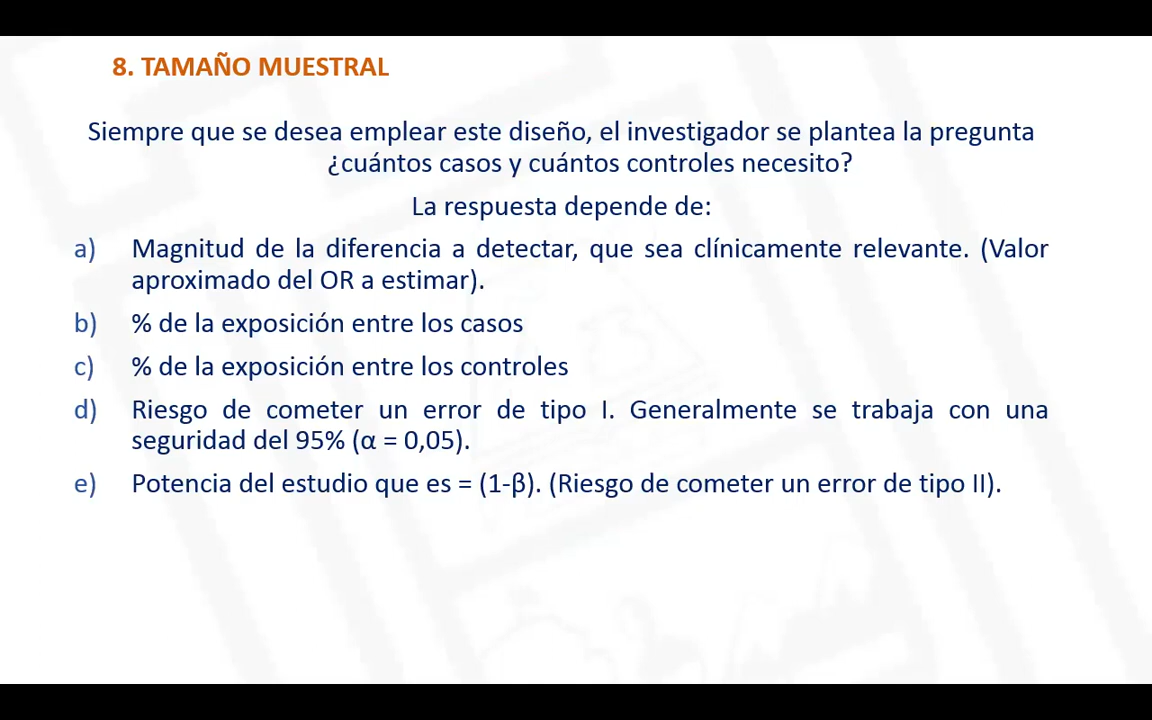 8. TAMAÑO MUESTRAL
Siempre que se desea emplear este diseño, el investigador se plantea la pregunta
¿cuántos casos y cuántos controles necesito?
La respuesta depende de:
a) Magnitud de la diferencia a detectar, que sea clínicamente relevante. (Valor
aproximado del OR a estimar).
b) % de la exposición entre los casos
c) % de la exposición entre los controles
d) Riesgo de cometer un error de tipo I. Generalmente se trabaja con una
seguridad del 95% (α = 0,05).
e) Potencia del estudio que es = (1-β). (Riesgo de cometer un error de tipo II).